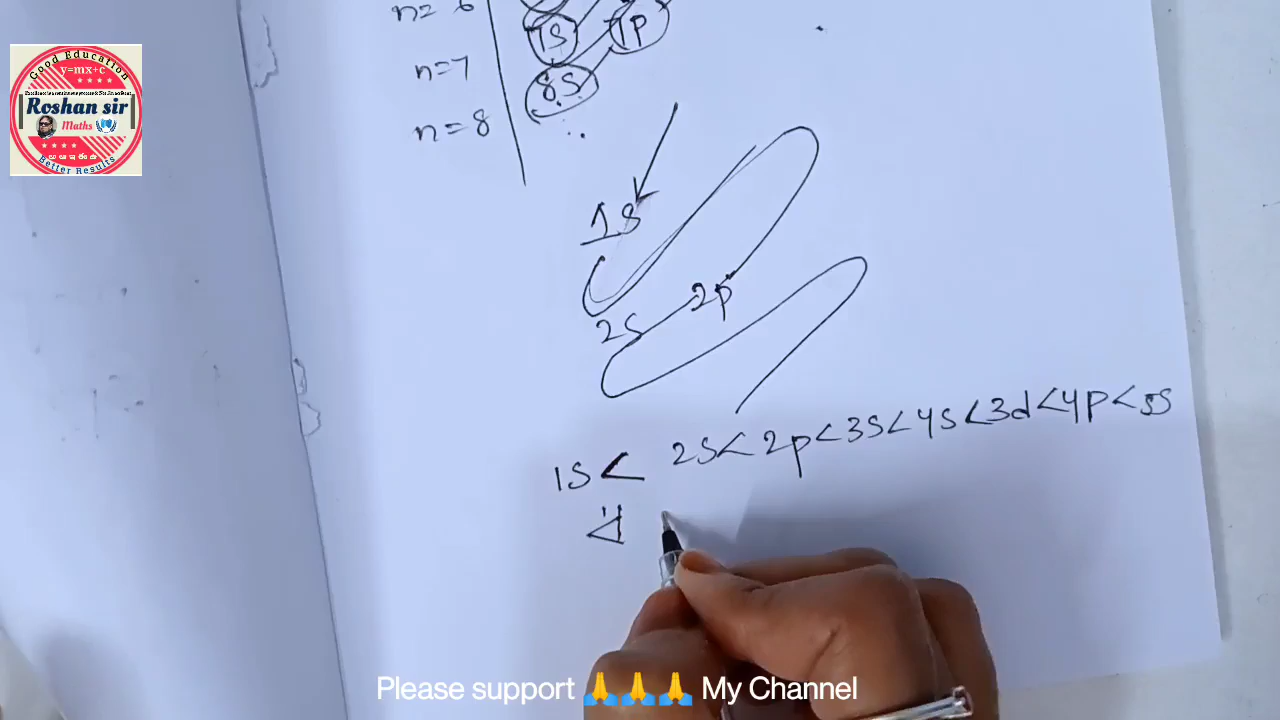 n= 6
1S 1p
n=7
8S
n = 8
Good Education
y=mx+c
Roshan sir
Maths
Better Results
1s
2s 2p
1S < 2S < 2p < 3S < 4S < 3d < 4p < 5S
<
Please support 🙏🙏🙏 My Channel